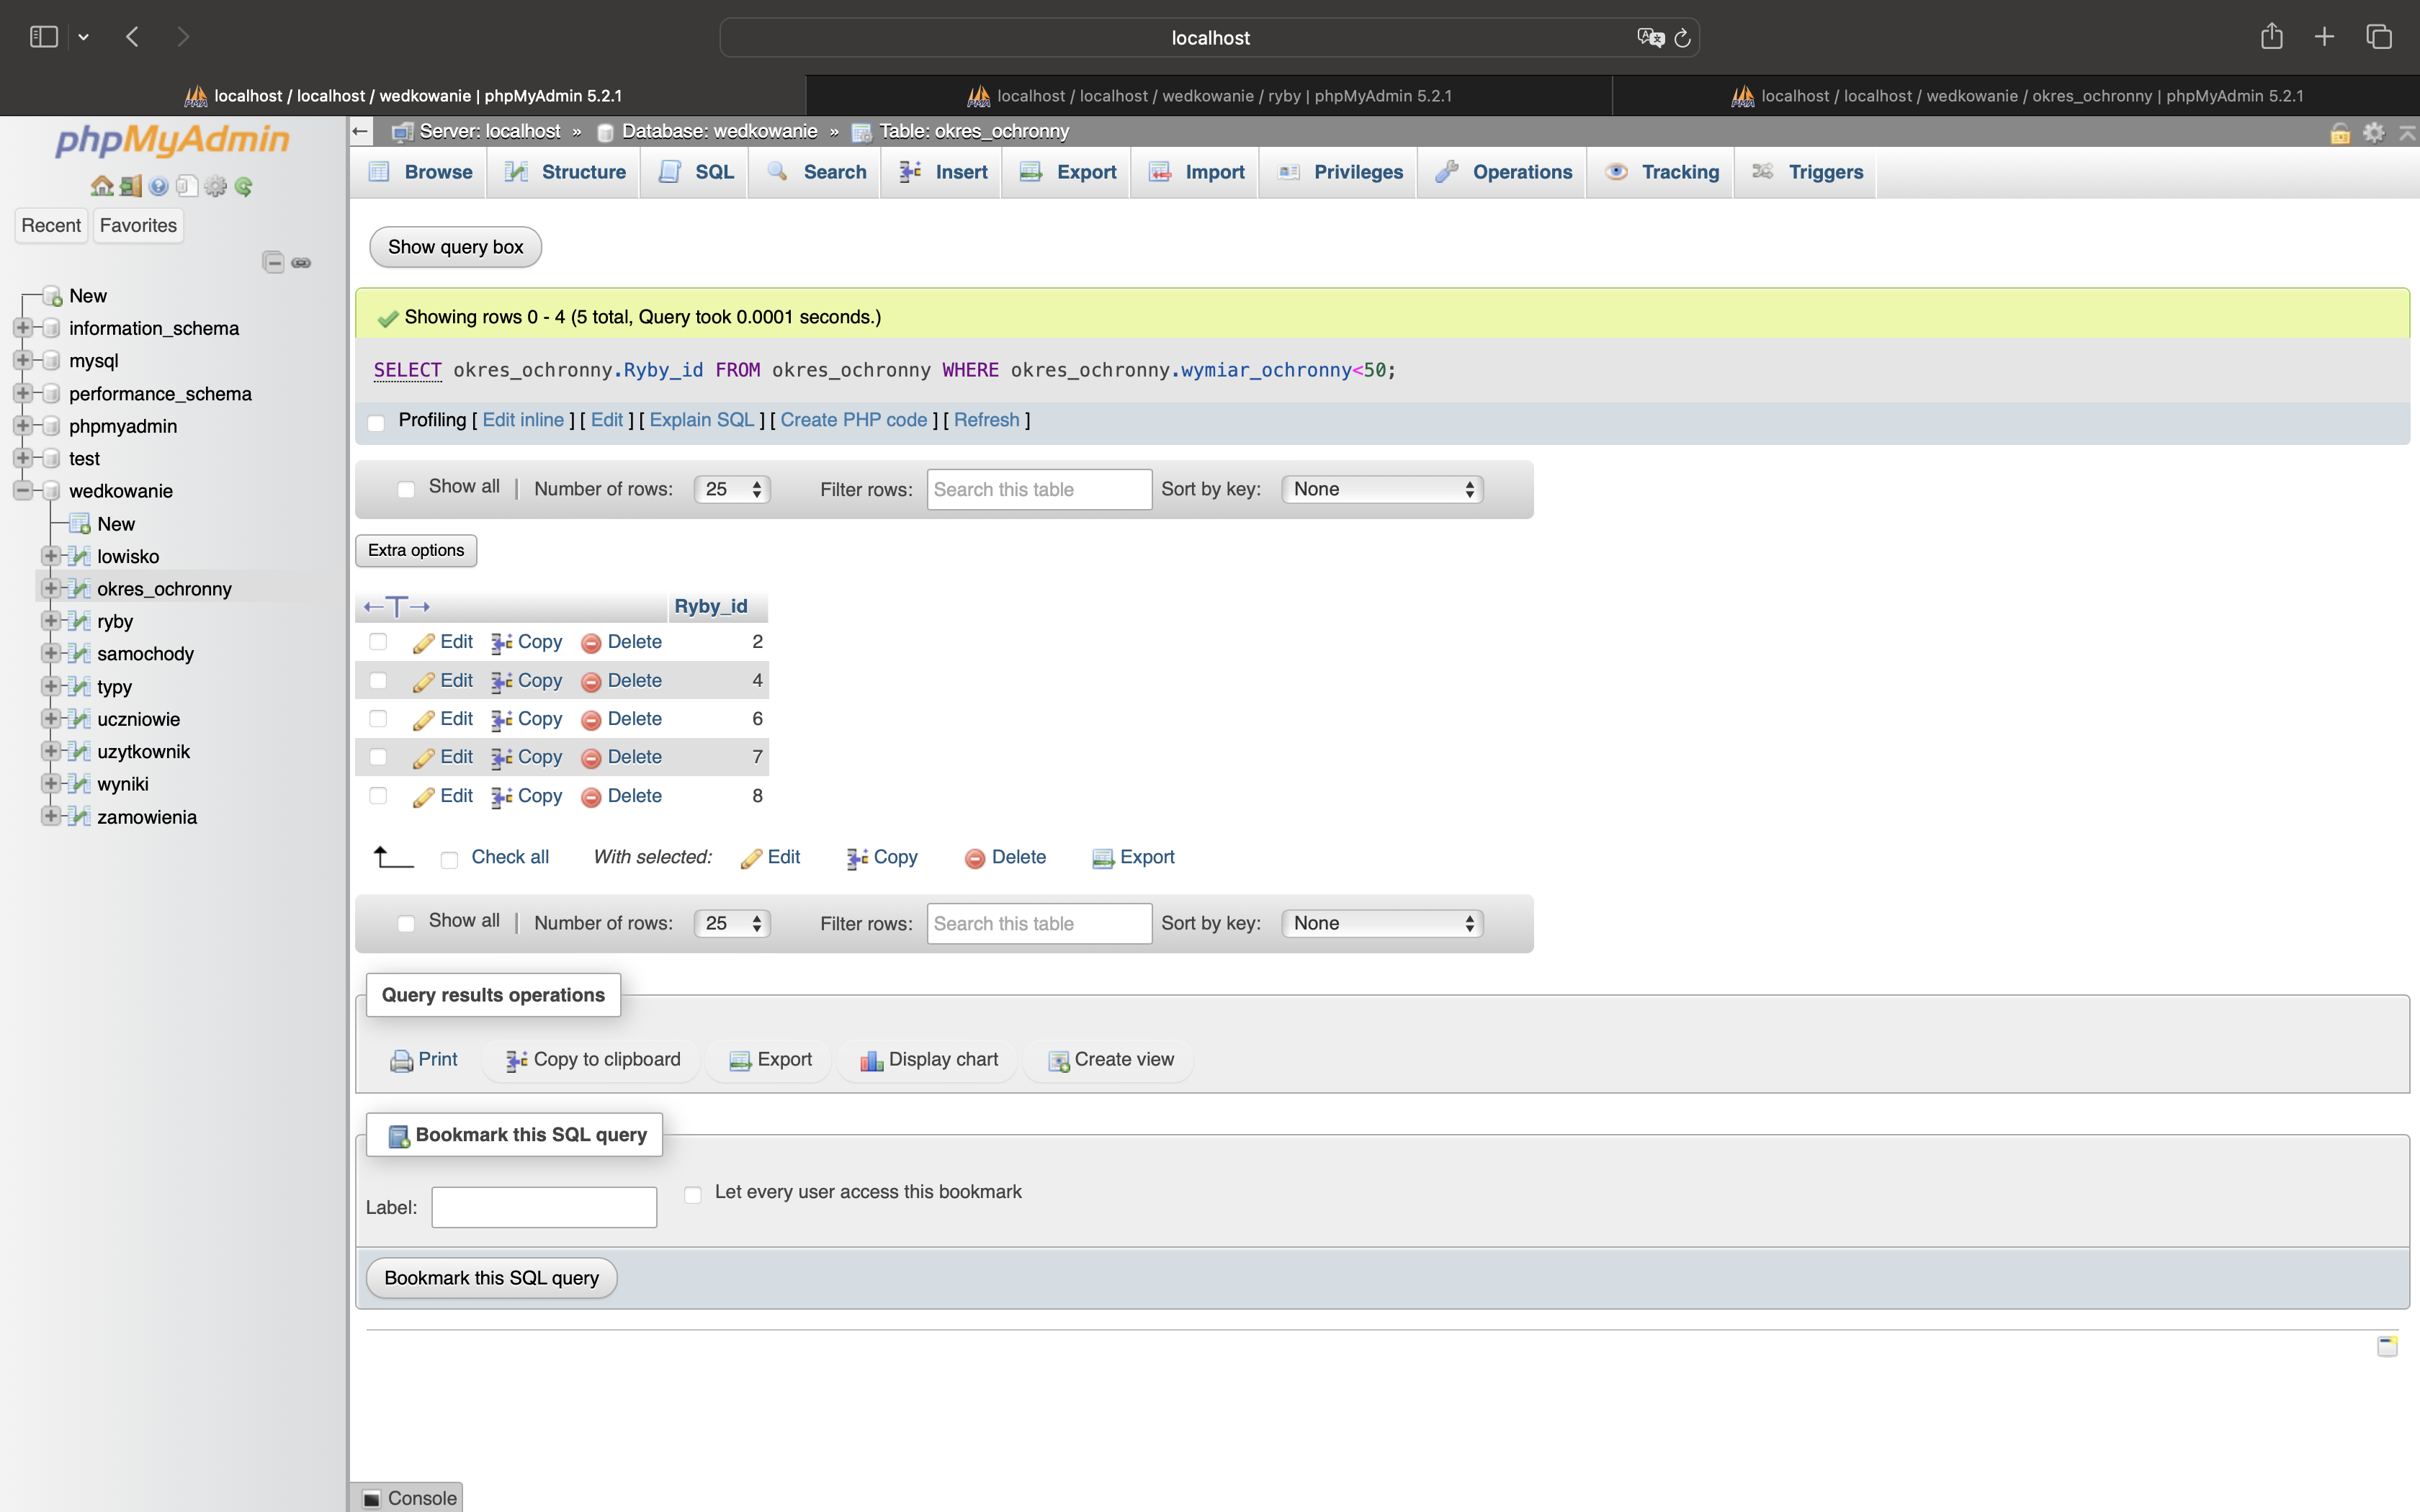 localhost
localhost / localhost / wedkowanie | phpMyAdmin 5.2.1
localhost / localhost / wedkowanie / ryby | phpMyAdmin 5.2.1
localhost / localhost / wedkowanie / okres_ochronny | phpMyAdmin 5.2.1
phpMyAdmin
Recent Favorites
New
information_schema
mysql
performance_schema
phpmyadmin
test
wedkowanie
New
lowisko
okres_ochronny
ryby
samochody
typy
uczniowie
uzytkownik
wyniki
zamowienia
Server: localhost » Database: wedkowanie » Table: okres_ochronny
Browse Structure SQL Search Insert Export Import Privileges Operations Tracking Triggers
Show query box
Showing rows 0 - 4 (5 total, Query took 0.0001 seconds.)
SELECT okres_ochronny.Ryby_id FROM okres_ochronny WHERE okres_ochronny.wymiar_ochronny<50;
Profiling [ Edit inline ] [ Edit ] [ Explain SQL ] [ Create PHP code ] [ Refresh ]
Show all | Number of rows: 25 Filter rows: Search this table Sort by key: None
Extra options
←T→ Ryby_id
Edit Copy Delete 2
Edit Copy Delete 4
Edit Copy Delete 6
Edit Copy Delete 7
Edit Copy Delete 8
Check all With selected: Edit Copy Delete Export
Show all | Number of rows: 25 Filter rows: Search this table Sort by key: None
Query results operations
Print Copy to clipboard Export Display chart Create view
Bookmark this SQL query
Label: Let every user access this bookmark
Bookmark this SQL query
Console